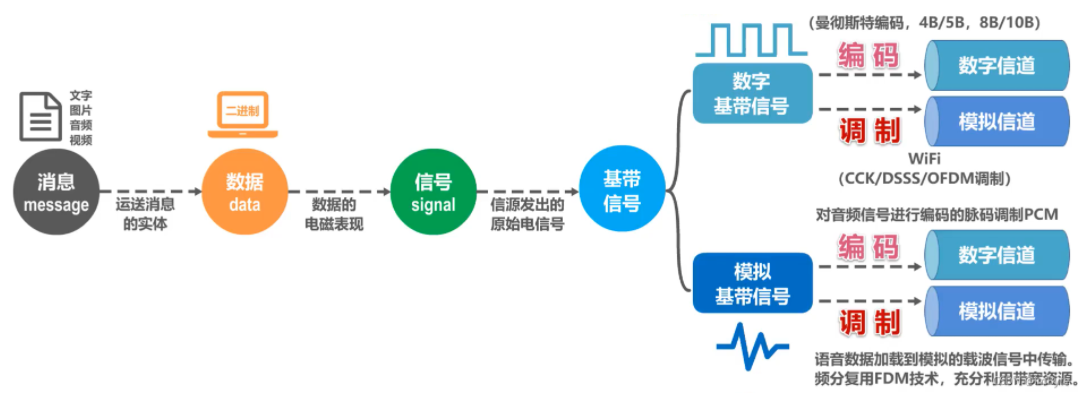 文字
图片
音频
视频
消息
message
运送消息
的实体
二进制
数据
data
数据的
电磁表现
信号
signal
信源发出的
原始电信号
基带
信号
(曼彻斯特编码，4B/5B，8B/10B)
数字
基带信号
编码
数字信道
调制
模拟信道
WiFi
(CCK/DSSS/OFDM调制)
对音频信号进行编码的脉码调制PCM
模拟
基带信号
编码
数字信道
调制
模拟信道
语音数据加载到模拟的载波信号中传输。
频分复用FDM技术，充分利用带宽资源。